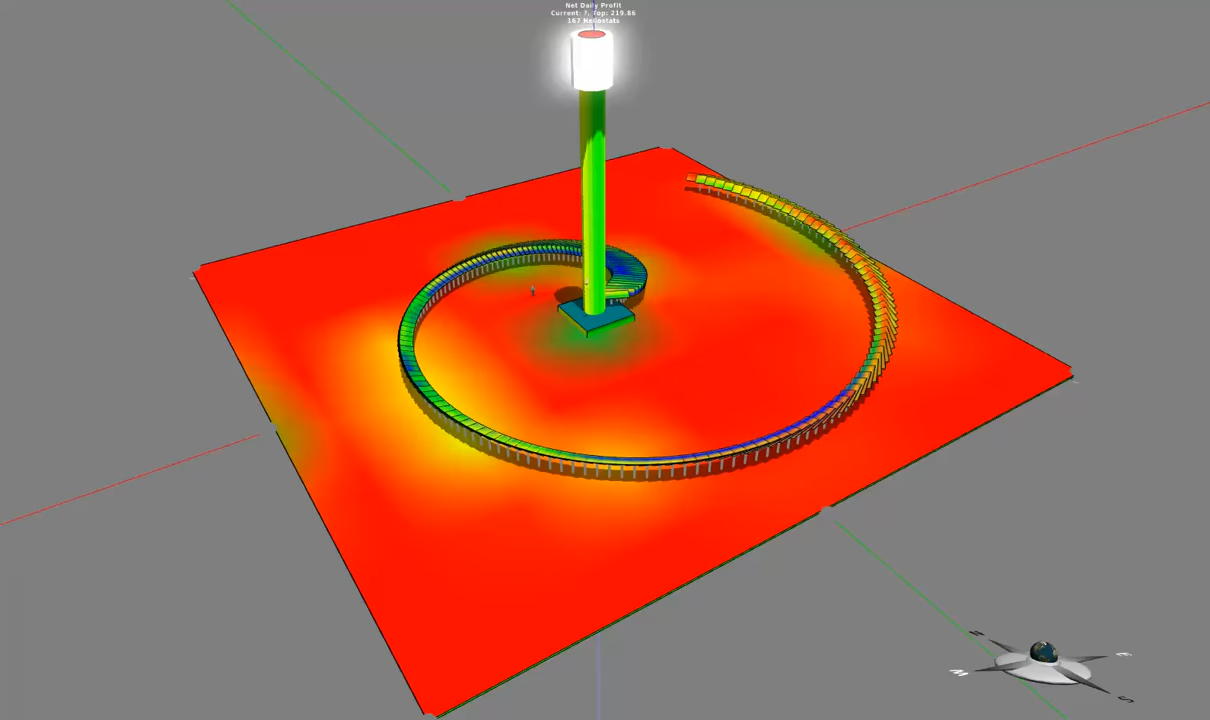 Net Daily Profit
Current: ?, Top: 219.86
167 Heliostats
W
S